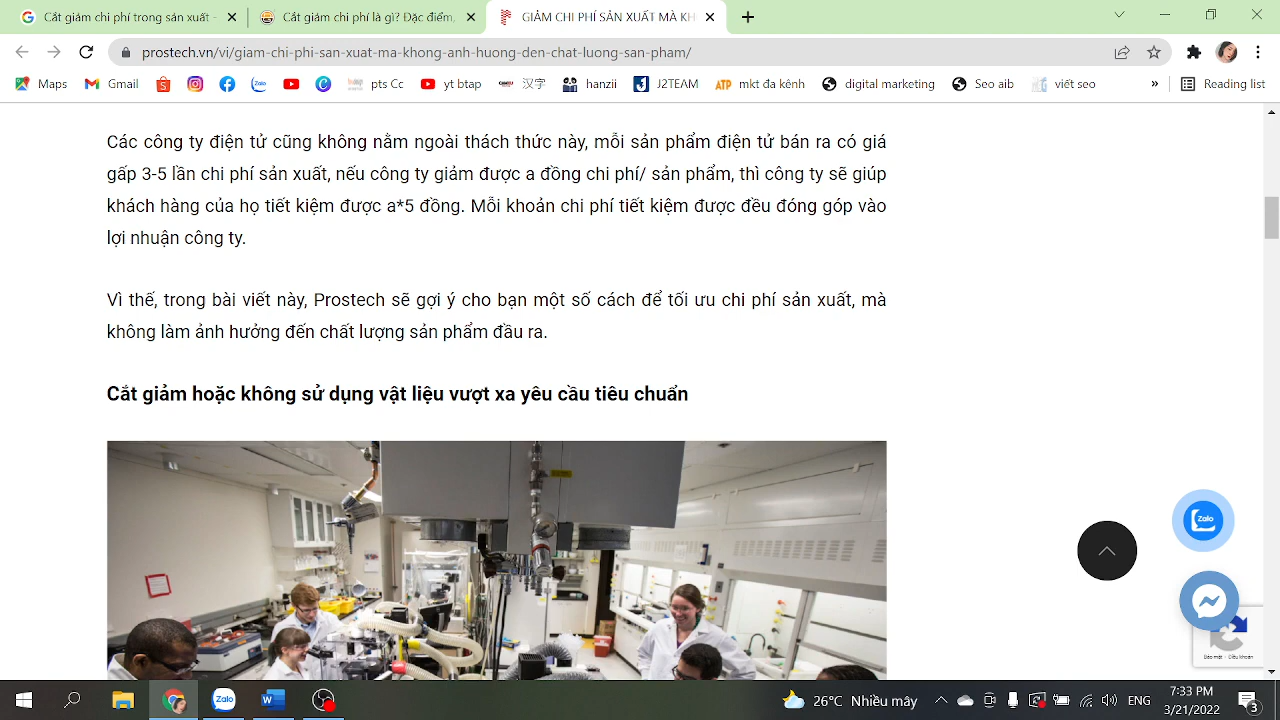 Cắt giảm chi phí trong sản xuất -
Cắt giảm chi phí là gì? Đặc điểm,
GIẢM CHI PHÍ SẢN XUẤT MÀ KH
prostech.vn/vi/giam-chi-phi-san-xuat-ma-khong-anh-huong-den-chat-luong-san-pham/
Maps Gmail Zalo pts Cc yt btap 汉字 hanzii J2TEAM ATP mkt đa kênh digital marketing Seo aib viết seo » Reading list
Các công ty điện tử cũng không nằm ngoài thách thức này, mỗi sản phẩm điện tử bán ra có giá
gấp 3-5 lần chi phí sản xuất, nếu công ty giảm được a đồng chi phí/ sản phẩm, thì công ty sẽ giúp
khách hàng của họ tiết kiệm được a*5 đồng. Mỗi khoản chi phí tiết kiệm được đều đóng góp vào
lợi nhuận công ty.
Vì thế, trong bài viết này, Prostech sẽ gợi ý cho bạn một số cách để tối ưu chi phí sản xuất, mà
không làm ảnh hưởng đến chất lượng sản phẩm đầu ra.
Cắt giảm hoặc không sử dụng vật liệu vượt xa yêu cầu tiêu chuẩn
Zalo
Bảo mật - Điều khoản
Zalo
26°C Nhiều mây
ENG
7:33 PM
3/21/2022
3